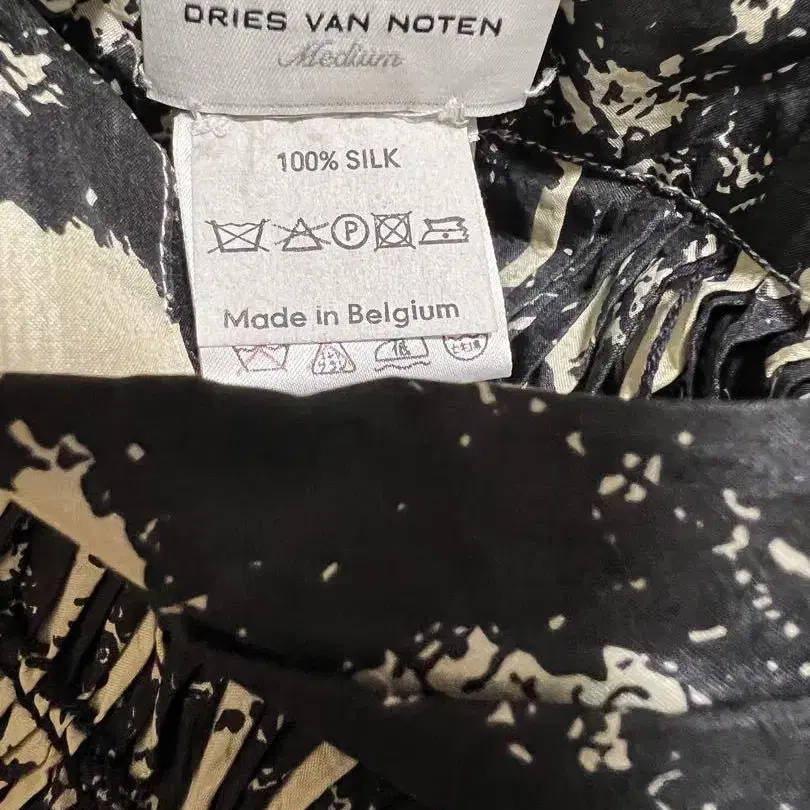 DRIES VAN NOTEN
Medium
100% SILK
P
Made in Belgium